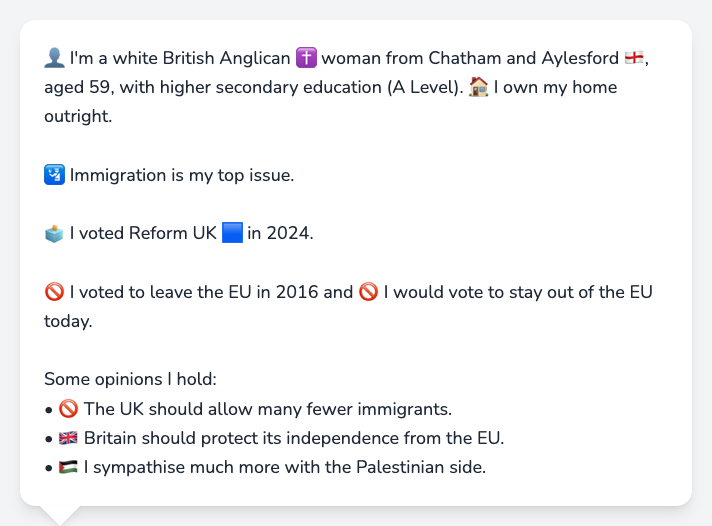 👤 I'm a white British Anglican ✝️ woman from Chatham and Aylesford 🏴󠁧󠁢󠁥󠁮󠁧󠁿,
aged 59, with higher secondary education (A Level). 🏠 I own my home
outright.
🛂 Immigration is my top issue.
🗳️ I voted Reform UK 🟦 in 2024.
🚫 I voted to leave the EU in 2016 and 🚫 I would vote to stay out of the EU
today.
Some opinions I hold:
• 🚫 The UK should allow many fewer immigrants.
• 🇬🇧 Britain should protect its independence from the EU.
• 🇵🇸 I sympathise much more with the Palestinian side.